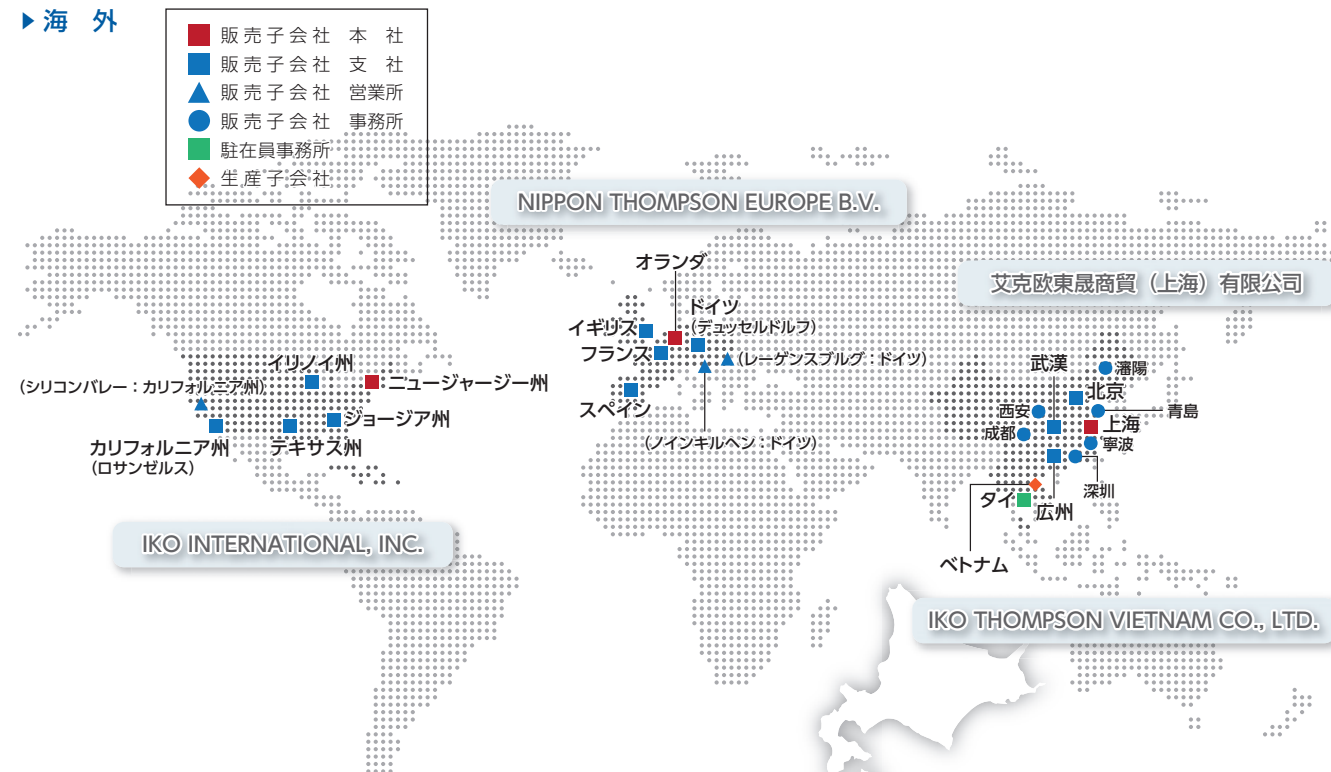 ▶海 外
販売子会社 本 社
販売子会社 支 社
販売子会社 営業所
販売子会社 事務所
駐在員事務所
生産子会社
NIPPON THOMPSON EUROPE B.V.
オランダ
ドイツ
(デュッセルドルフ)
イギリス
フランス
(レーゲンスブルグ:ドイツ)
スペイン
(ノインキルヘン:ドイツ)
イリノイ州
(シリコンバレー:カリフォルニア州)
ニュージャージー州
ジョージア州
カリフォルニア州
(ロサンゼルス)
テキサス州
IKO INTERNATIONAL, INC.
艾克欧東晟商貿(上海)有限公司
武漢
瀋陽
北京
西安
青島
成都
上海
寧波
深圳
タイ
広州
ベトナム
IKO THOMPSON VIETNAM CO., LTD.